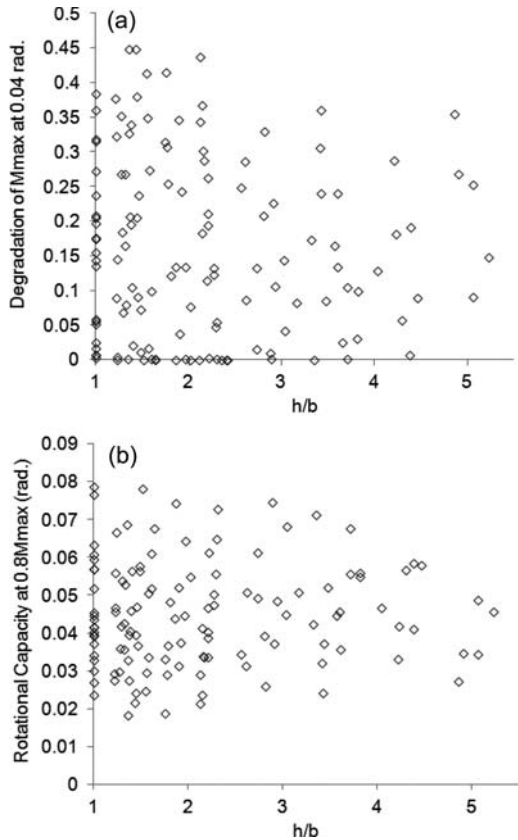 (a)
Degradation of Mmax at 0.04 rad.
0.5
0.45
0.4
0.35
0.3
0.25
0.2
0.15
0.1
0.05
0
1 2 3 4 5
h/b
(b)
Rotational Capacity at 0.8Mmax (rad.)
0.09
0.08
0.07
0.06
0.05
0.04
0.03
0.02
0.01
0
1 2 3 4 5
h/b